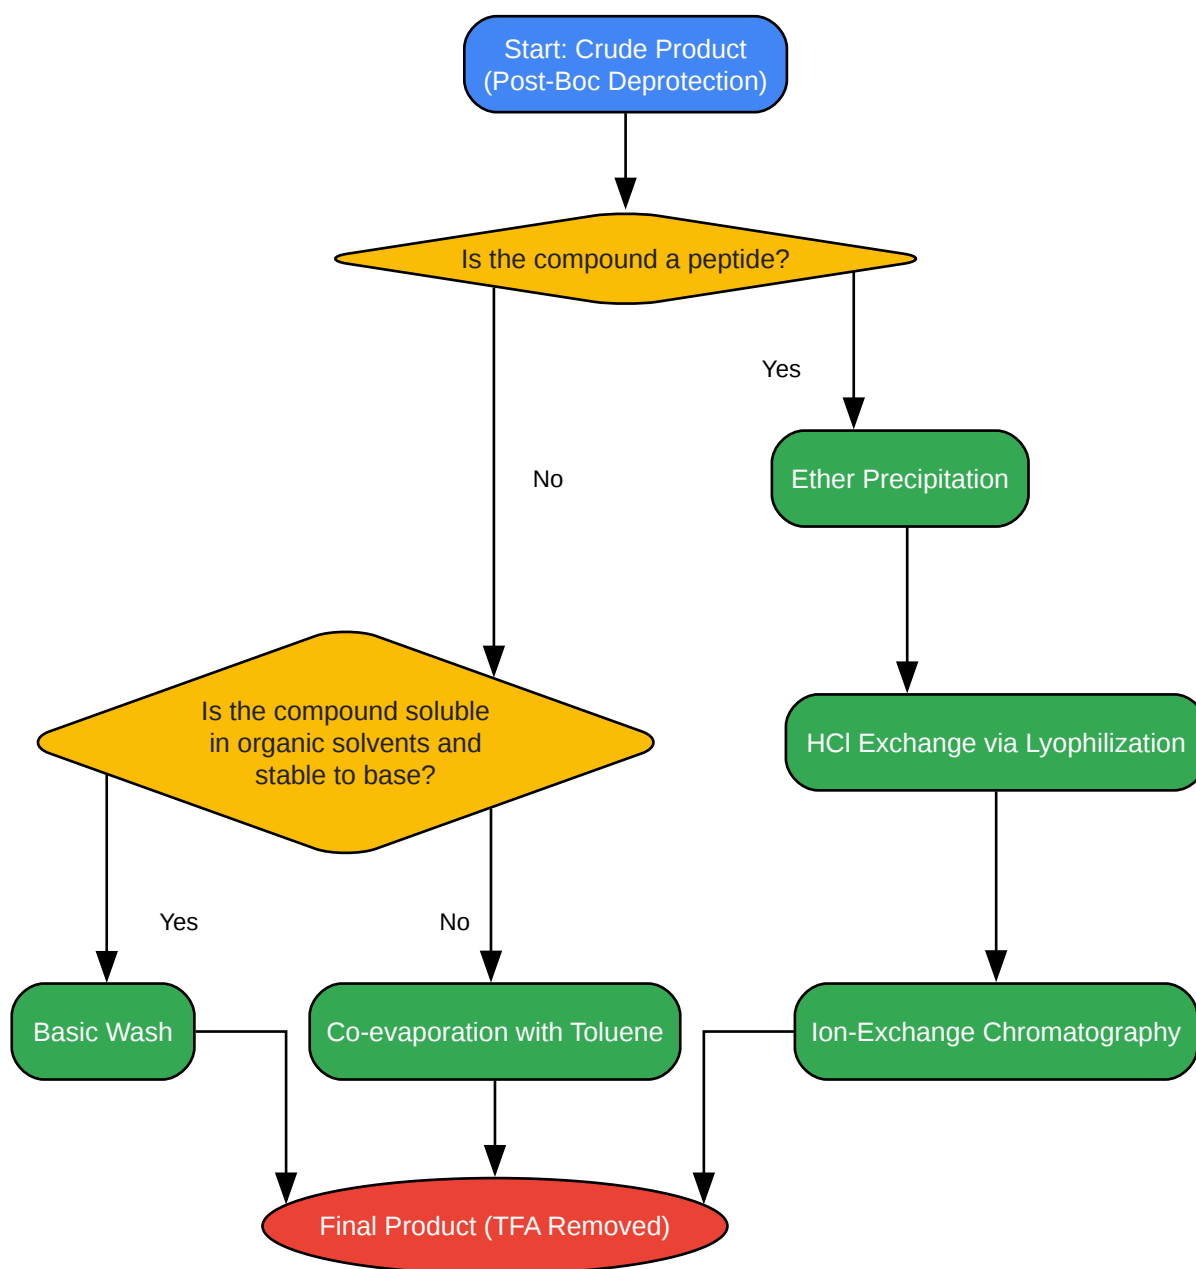 Start: Crude Product
(Post-Boc Deprotection)
Is the compound a peptide?
Yes
No
Ether Precipitation
Is the compound soluble
in organic solvents and
stable to base?
HCl Exchange via Lyophilization
Yes
No
Basic Wash
Co-evaporation with Toluene
Ion-Exchange Chromatography
Final Product (TFA Removed)